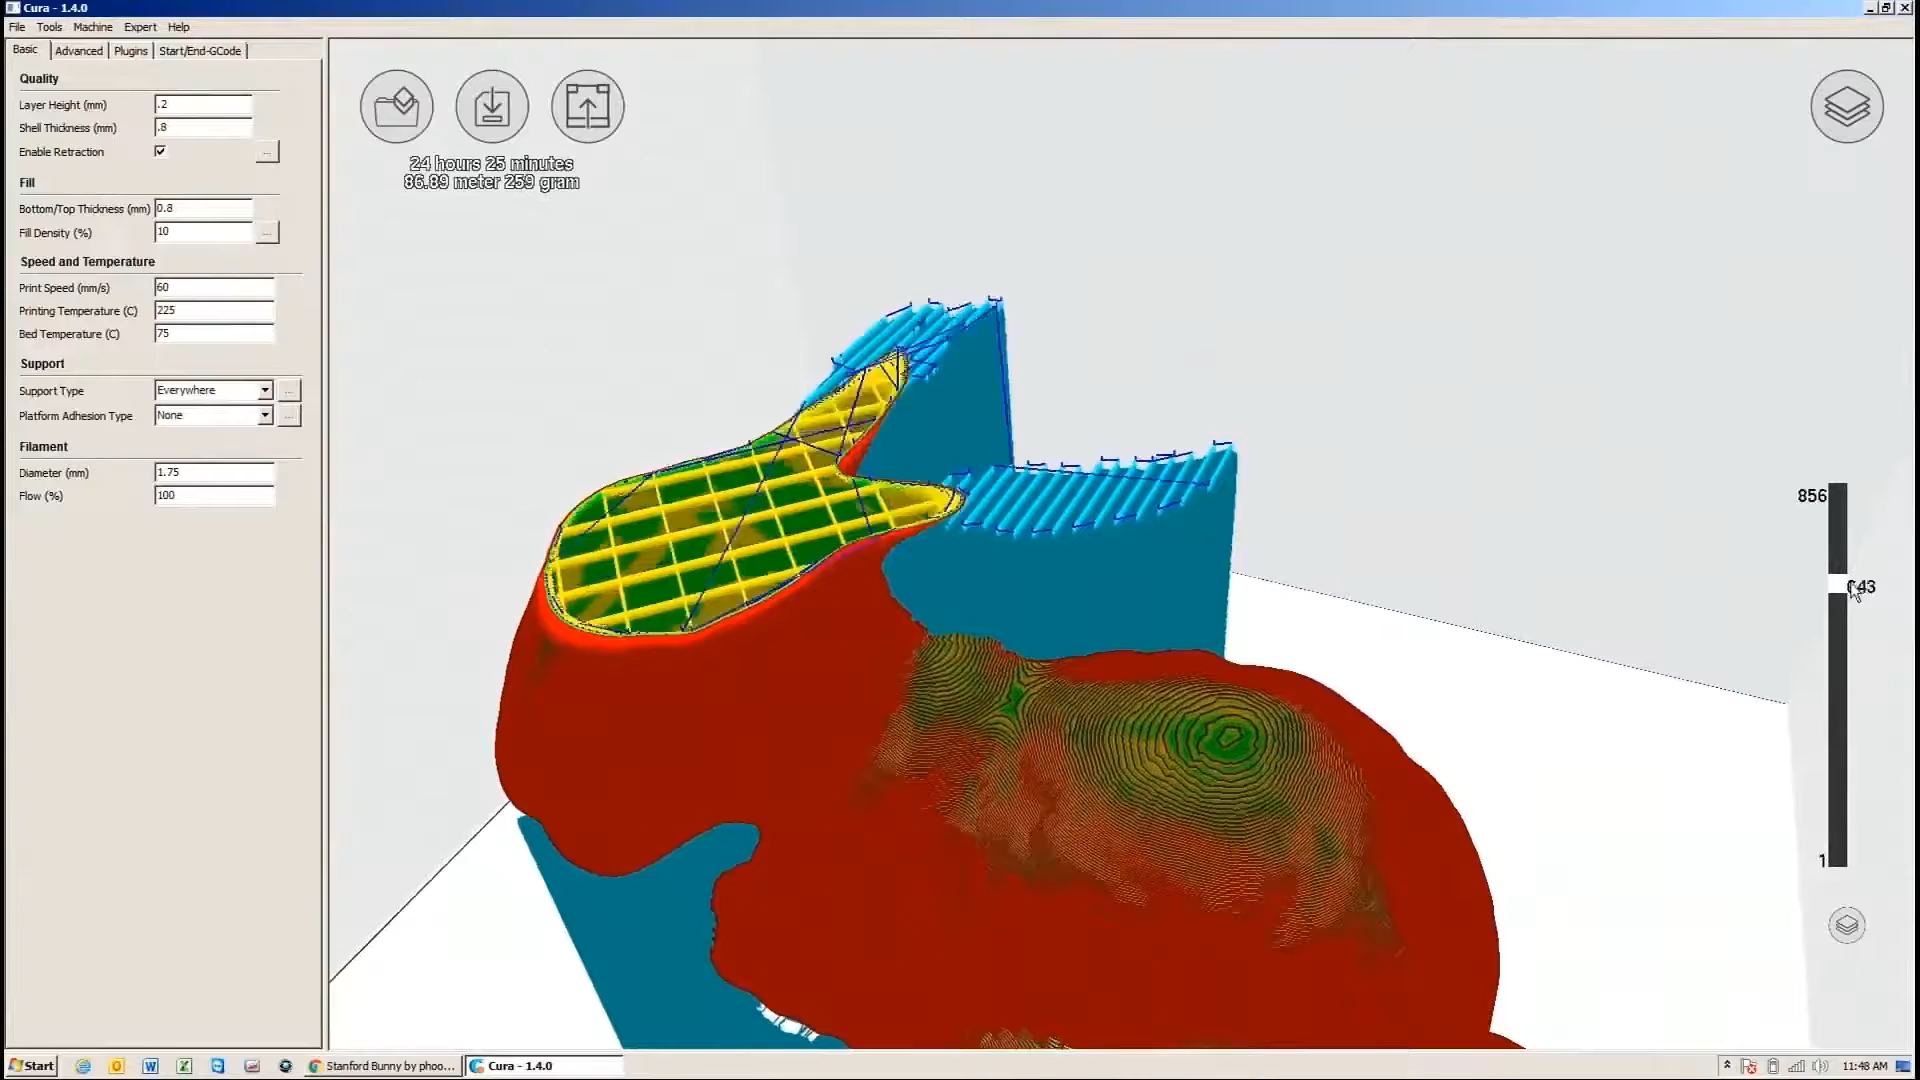 Cura - 1.4.0
File Tools Machine Expert Help
Basic Advanced Plugins Start/End-GCode
Quality
Layer Height (mm) .2
Shell Thickness (mm) .8
Enable Retraction ...
Fill
Bottom/Top Thickness (mm) 0.8
Fill Density (%) 10 ...
Speed and Temperature
Print Speed (mm/s) 60
Printing Temperature (C) 225
Bed Temperature (C) 75
Support
Support Type Everywhere ...
Platform Adhesion Type None ...
Filament
Diameter (mm) 1.75
Flow (%) 100
24 hours 25 minutes
86.89 meter 259 gram
856
643
1
Start Stanford Bunny by phoo... Cura - 1.4.0 11:48 AM